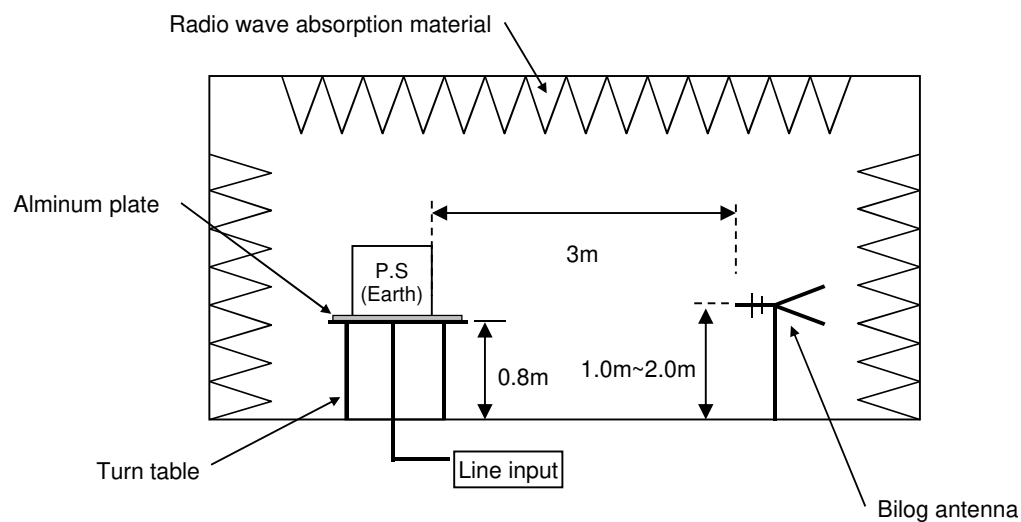 Radio wave absorption material
Alminum plate
P.S
(Earth)
3m
0.8m
1.0m~2.0m
Turn table
Line input
Bilog antenna